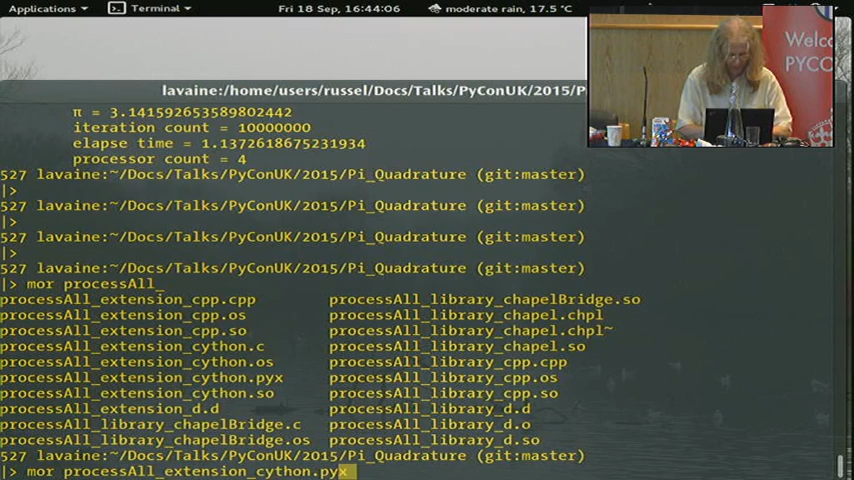 Applications Terminal Fri 18 Sep, 16:44:06 moderate rain, 17.5 °C
Welco
PYCO
lavaine:/home/users/russel/Docs/Talks/PyConUK/2015/P
π = 3.141592653589802442
iteration count = 10000000
elapse time = 1.1372618675231934
processor count = 4
527 lavaine:~/Docs/Talks/PyConUK/2015/Pi_Quadrature (git:master)
|>
527 lavaine:~/Docs/Talks/PyConUK/2015/Pi_Quadrature (git:master)
|>
527 lavaine:~/Docs/Talks/PyConUK/2015/Pi_Quadrature (git:master)
|>
527 lavaine:~/Docs/Talks/PyConUK/2015/Pi_Quadrature (git:master)
|> mor processAll_
processAll_extension_cpp.cpp processAll_library_chapelBridge.so
processAll_extension_cpp.os processAll_library_chapel.chpl
processAll_extension_cpp.so processAll_library_chapel.chpl~
processAll_extension_cython.c processAll_library_chapel.so
processAll_extension_cython.os processAll_library_cpp.cpp
processAll_extension_cython.pyx processAll_library_cpp.os
processAll_extension_cython.so processAll_library_cpp.so
processAll_extension_d.d processAll_library_d.d
processAll_library_chapelBridge.c processAll_library_d.o
processAll_library_chapelBridge.os processAll_library_d.so
527 lavaine:~/Docs/Talks/PyConUK/2015/Pi_Quadrature (git:master)
|> mor processAll_extension_cython.pyx